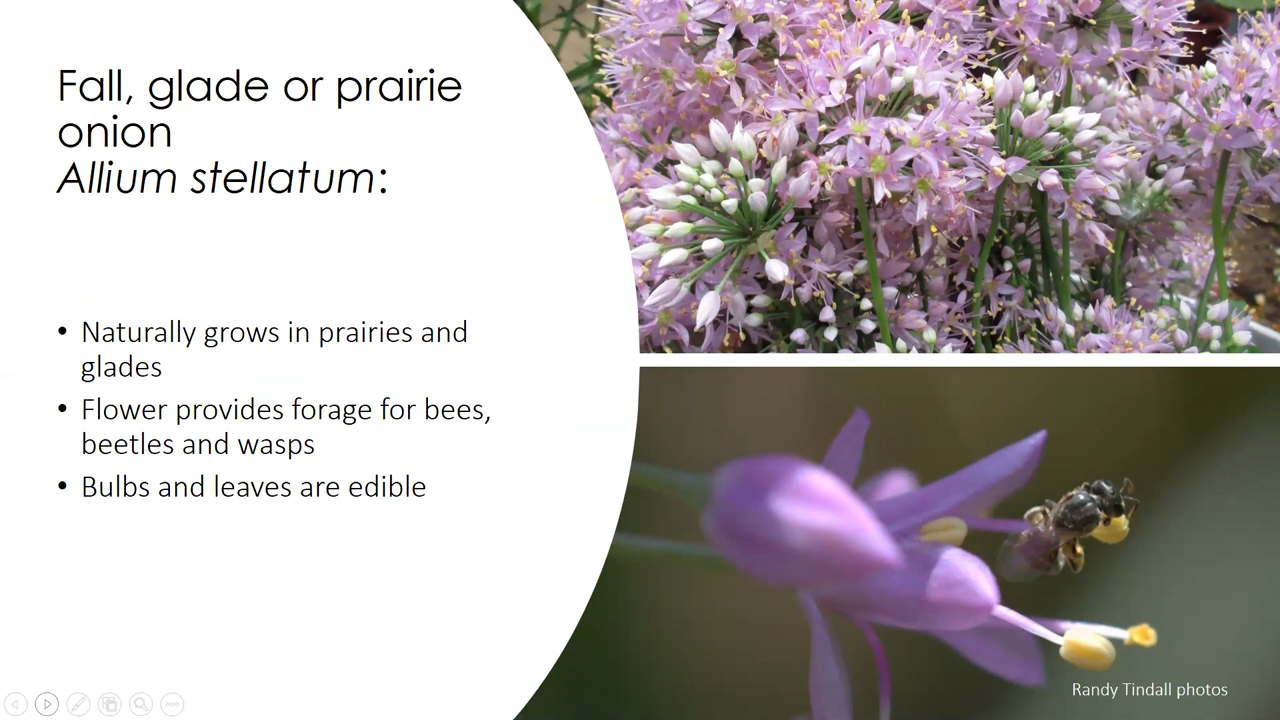 Fall, glade or prairie
onion
Allium stellatum:
• Naturally grows in prairies and
glades
• Flower provides forage for bees,
beetles and wasps
• Bulbs and leaves are edible
Randy Tindall photos